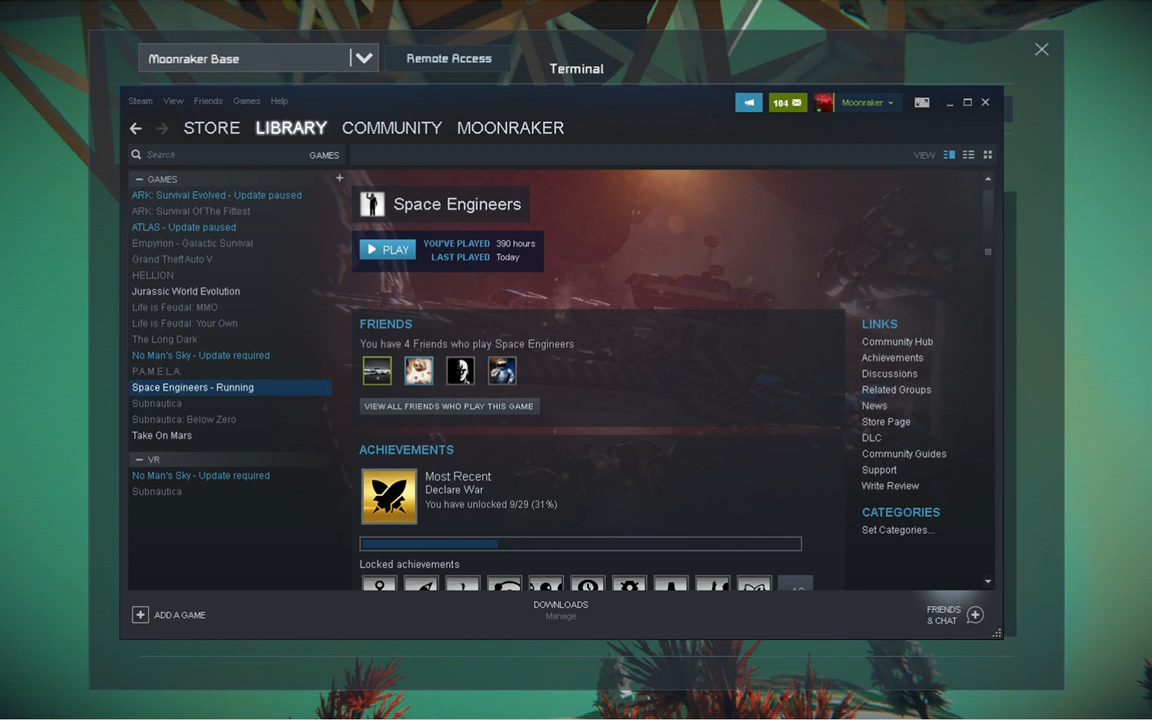 Moonraker Base
Remote Access
Terminal
Steam View Friends Games Help
104
Moonraker
STORE LIBRARY COMMUNITY MOONRAKER
Search
GAMES
VIEW
GAMES
ARK: Survival Evolved - Update paused
ARK: Survival Of The Fittest
ATLAS - Update paused
Empyrion - Galactic Survival
Grand Theft Auto V
HELLION
Jurassic World Evolution
Life is Feudal: MMO
Life is Feudal: Your Own
The Long Dark
No Man's Sky - Update required
P.A.M.E.L.A.
Space Engineers - Running
Subnautica
Subnautica: Below Zero
Take On Mars
VR
No Man's Sky - Update required
Subnautica
Space Engineers
PLAY
YOU'VE PLAYED 390 hours
LAST PLAYED Today
FRIENDS
You have 4 Friends who play Space Engineers
VIEW ALL FRIENDS WHO PLAY THIS GAME
ACHIEVEMENTS
Most Recent
Declare War
You have unlocked 9/29 (31%)
Locked achievements
LINKS
Community Hub
Achievements
Discussions
Related Groups
News
Store Page
DLC
Community Guides
Support
Write Review
CATEGORIES
Set Categories...
ADD A GAME
DOWNLOADS
Manage
FRIENDS
& CHAT